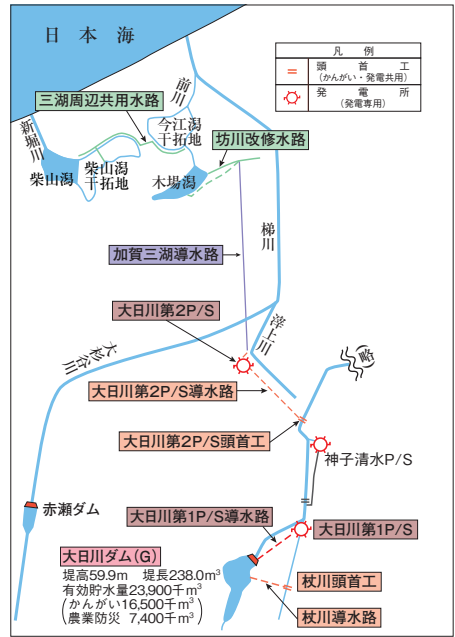 日本海
凡例
頭首工
(かんがい・発電共用)
発電所
(発電専用)
前川
三湖周辺共用水路
今江潟
干拓地
新堀川
坊川改修水路
柴山潟
柴山潟
干拓地
木場潟
梯川
加賀三湖導水路
大日川第2P/S
滓上川
大杉谷川
(略)
大日川第2P/S導水路
大日川第2P/S頭首工
神子清水P/S
赤瀬ダム
大日川第1P/S導水路
大日川第1P/S
大日川ダム(G)
堤高59.9m 堤長238.0m³
有効貯水量23,900千m³
(かんがい16,500千m³
農業防災 7,400千m³)
杖川頭首工
杖川導水路